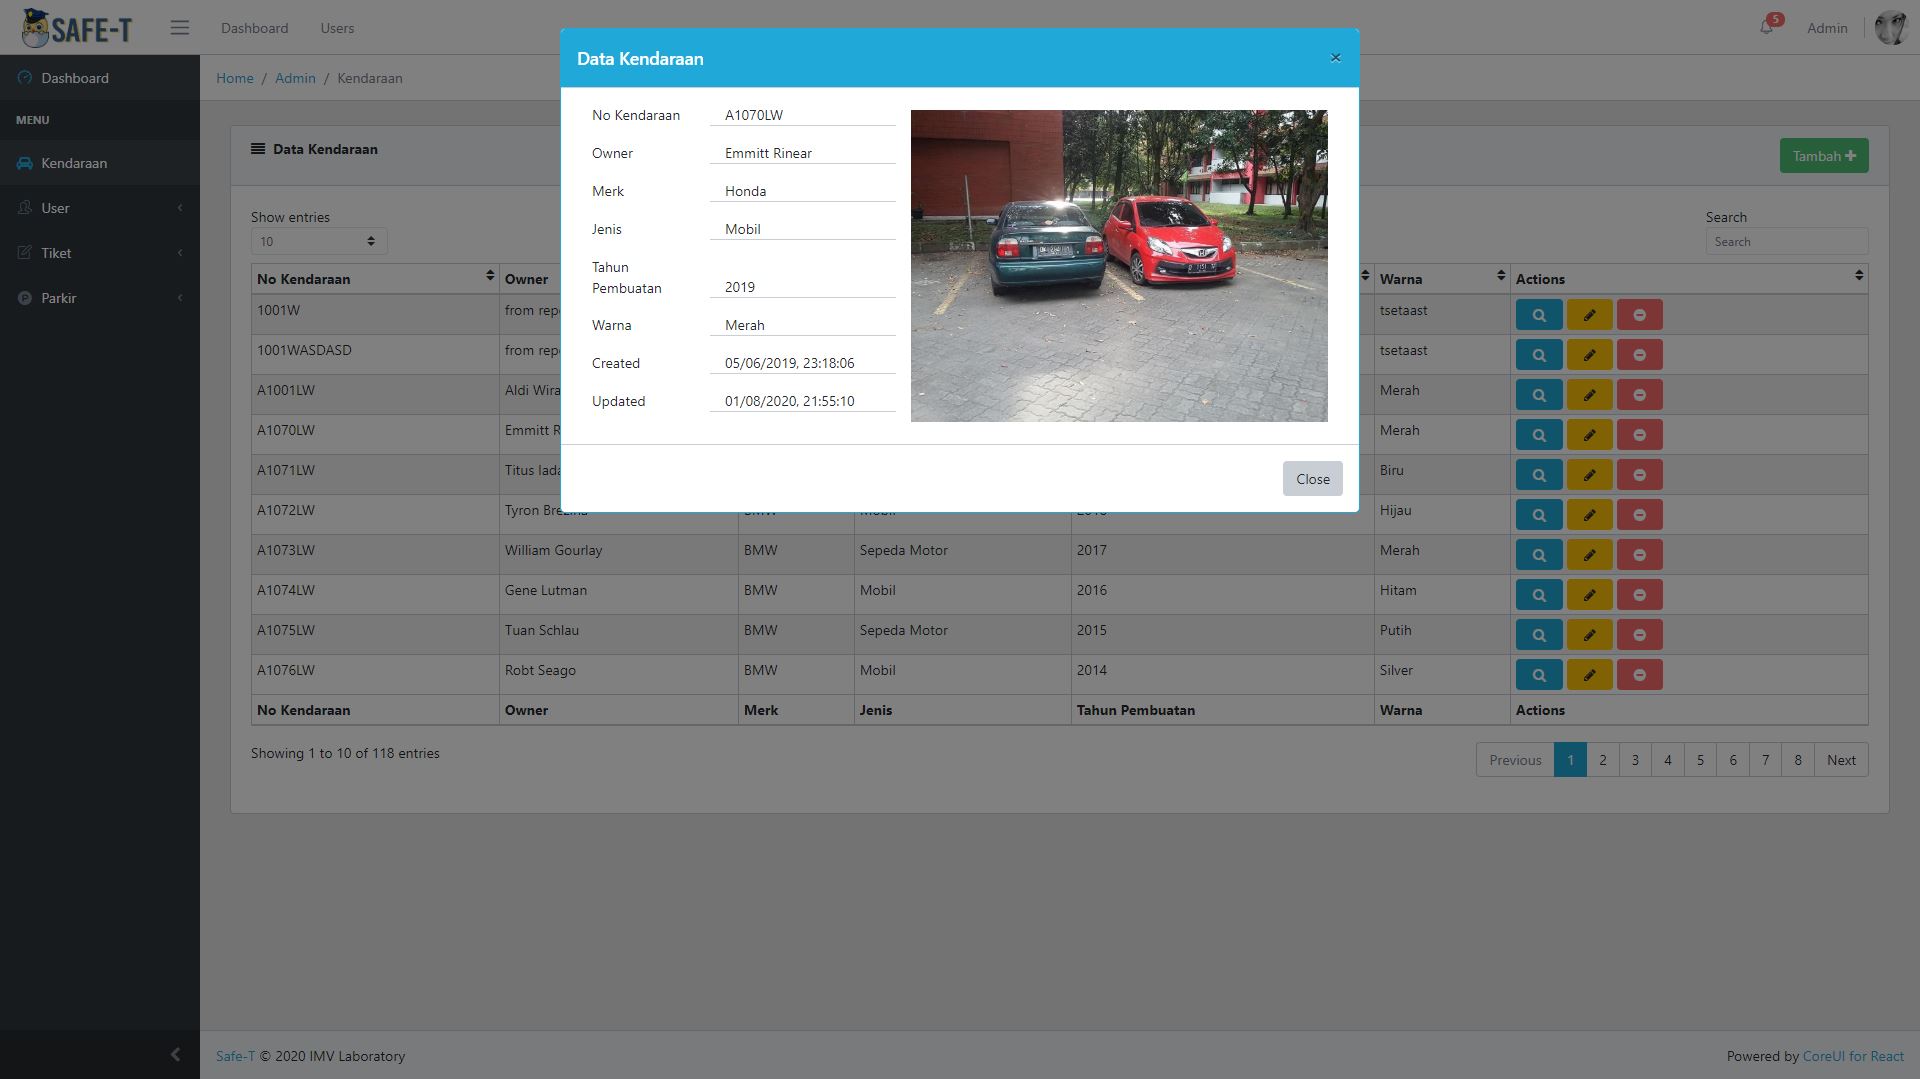 SAFE-T
Dashboard Users
5
Admin
Dashboard
MENU
Kendaraan
User
Tiket
Parkir
Home / Admin / Kendaraan
Data Kendaraan
Tambah
Show entries
10
Search
Search
Data Kendaraan
×
No Kendaraan A1070LW
Owner Emmitt Rinear
Merk Honda
Jenis Mobil
Tahun
Pembuatan 2019
Warna Merah
Created 05/06/2019, 23:18:06
Updated 01/08/2020, 21:55:10
Close
No Kendaraan Owner Warna Actions
1001W from tsetaast
1001WASDASD from tsetaast
A1001LW Aldi Merah
A1070LW Emmitt Merah
A1071LW Titus Biru
A1072LW Tyron Hijau
A1073LW William Gourlay BMW Sepeda Motor 2017 Merah
A1074LW Gene Lutman BMW Mobil 2016 Hitam
A1075LW Tuan Schlau BMW Sepeda Motor 2015 Putih
A1076LW Robt Seago BMW Mobil 2014 Silver
No Kendaraan Owner Merk Jenis Tahun Pembuatan Warna Actions
Showing 1 to 10 of 118 entries
Previous 1 2 3 4 5 6 7 8 Next
Safe-T © 2020 IMV Laboratory
Powered by CoreUI for React